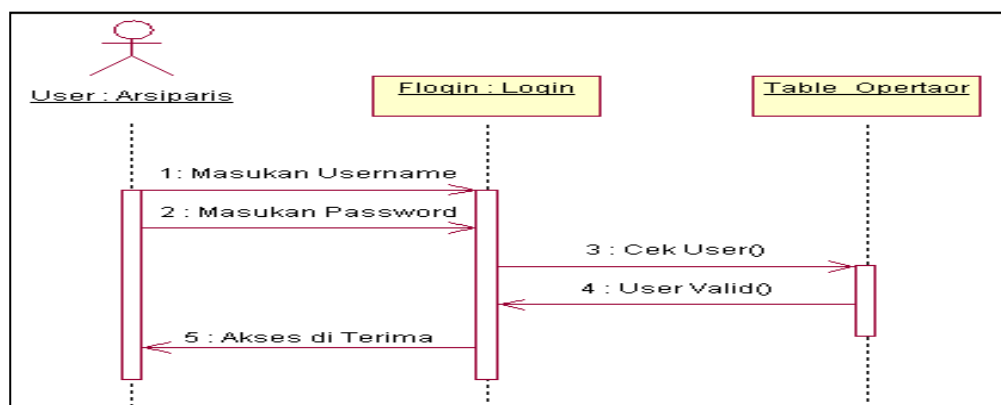 User : Arsiparis
Flogin : Login
Table_Opertaor
1: Masukan Username
2 : Masukan Password
3 : Cek User()
4 : User Valid()
5 : Akses di Terima